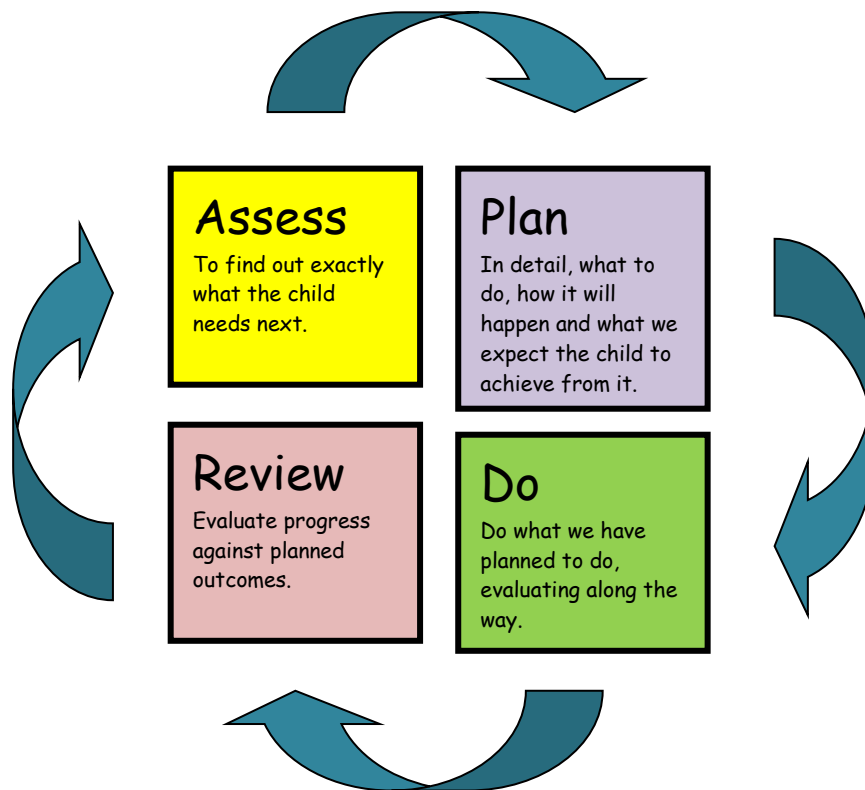 Assess
To find out exactly
what the child
needs next.
Plan
In detail, what to
do, how it will
happen and what we
expect the child to
achieve from it.
Review
Evaluate progress
against planned
outcomes.
Do
Do what we have
planned to do,
evaluating along the
way.